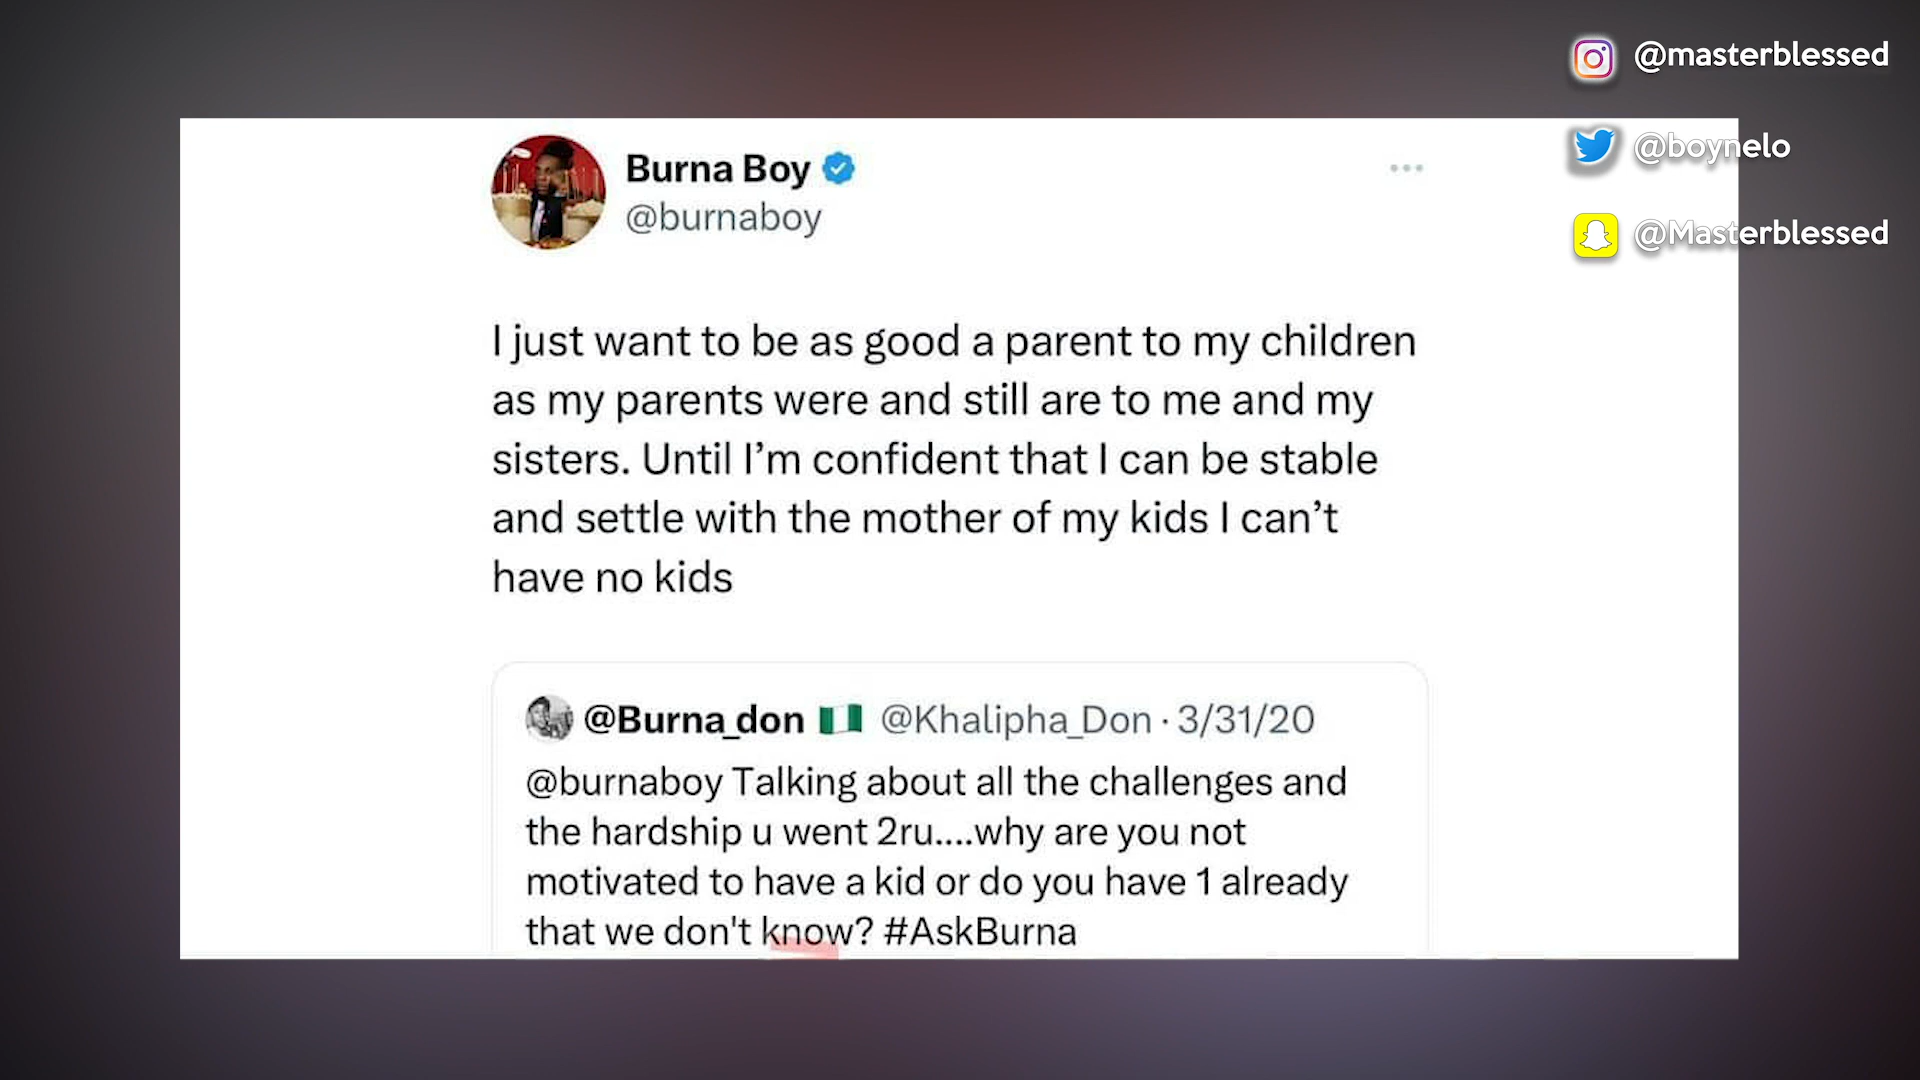 @masterblessed
@boynelo
@Masterblessed
Burna Boy
@burnaboy
I just want to be as good a parent to my children
as my parents were and still are to me and my
sisters. Until I’m confident that I can be stable
and settle with the mother of my kids I can’t
have no kids
@Burna_don 🇳🇬 @Khalipha_Don · 3/31/20
@burnaboy Talking about all the challenges and
the hardship u went 2ru....why are you not
motivated to have a kid or do you have 1 already
that we don't know? #AskBurna